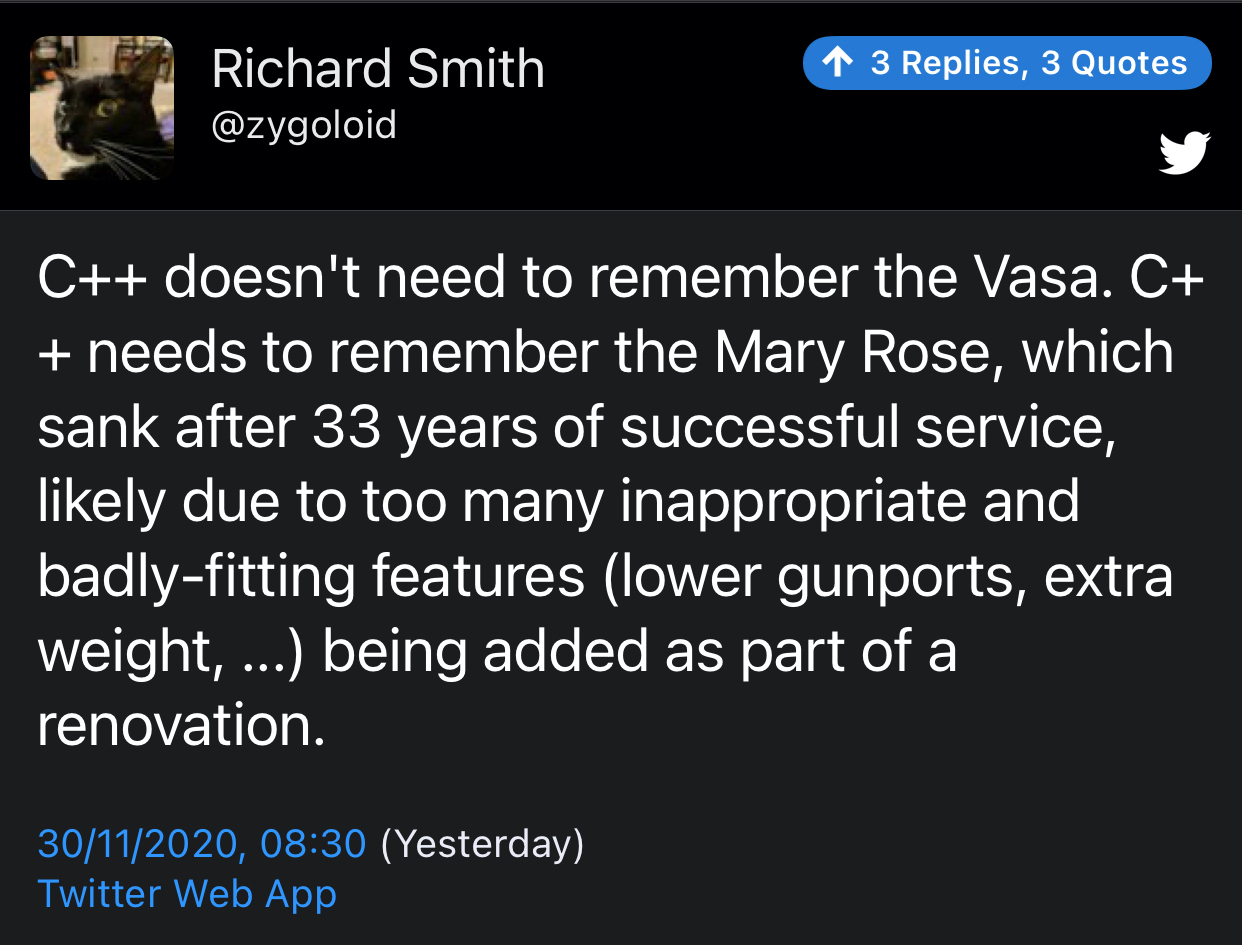 Richard Smith
3 Replies, 3 Quotes
@zygoloid
C++ doesn't need to remember the Vasa. C+
+ needs to remember the Mary Rose, which
sank after 33 years of successful service,
likely due to too many inappropriate and
badly-fitting features (lower gunports, extra
weight, ...) being added as part of a
renovation.
30/11/2020, 08:30 (Yesterday)
Twitter Web App